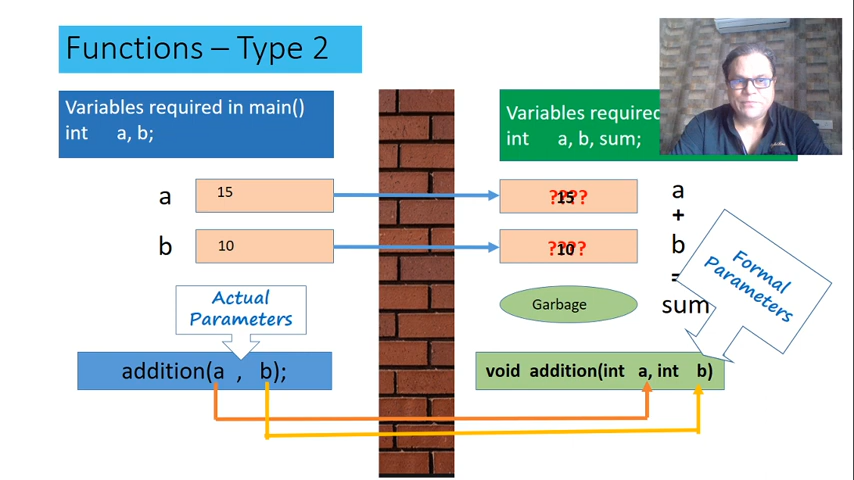 Functions – Type 2
Variables required in main()
int a, b;
Variables required
int a, b, sum;
a
15
????
15
a
+
b
10
????
10
b
=
Actual
Parameters
Garbage
sum
Formal
Parameters
addition(a , b);
void addition(int a, int b)